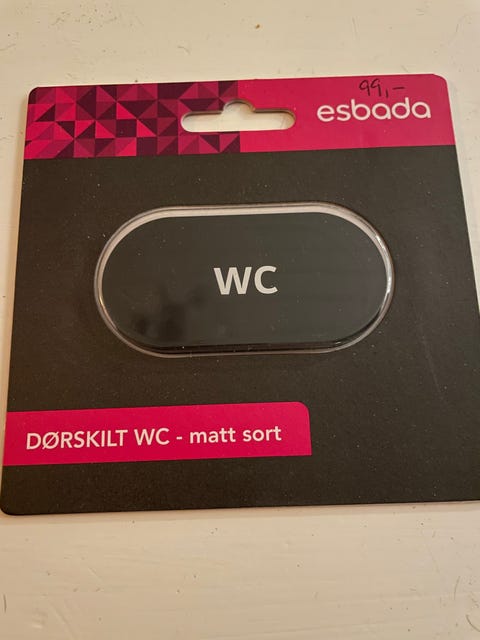 99,-
esbada
WC
DØRSKILT WC - matt sort